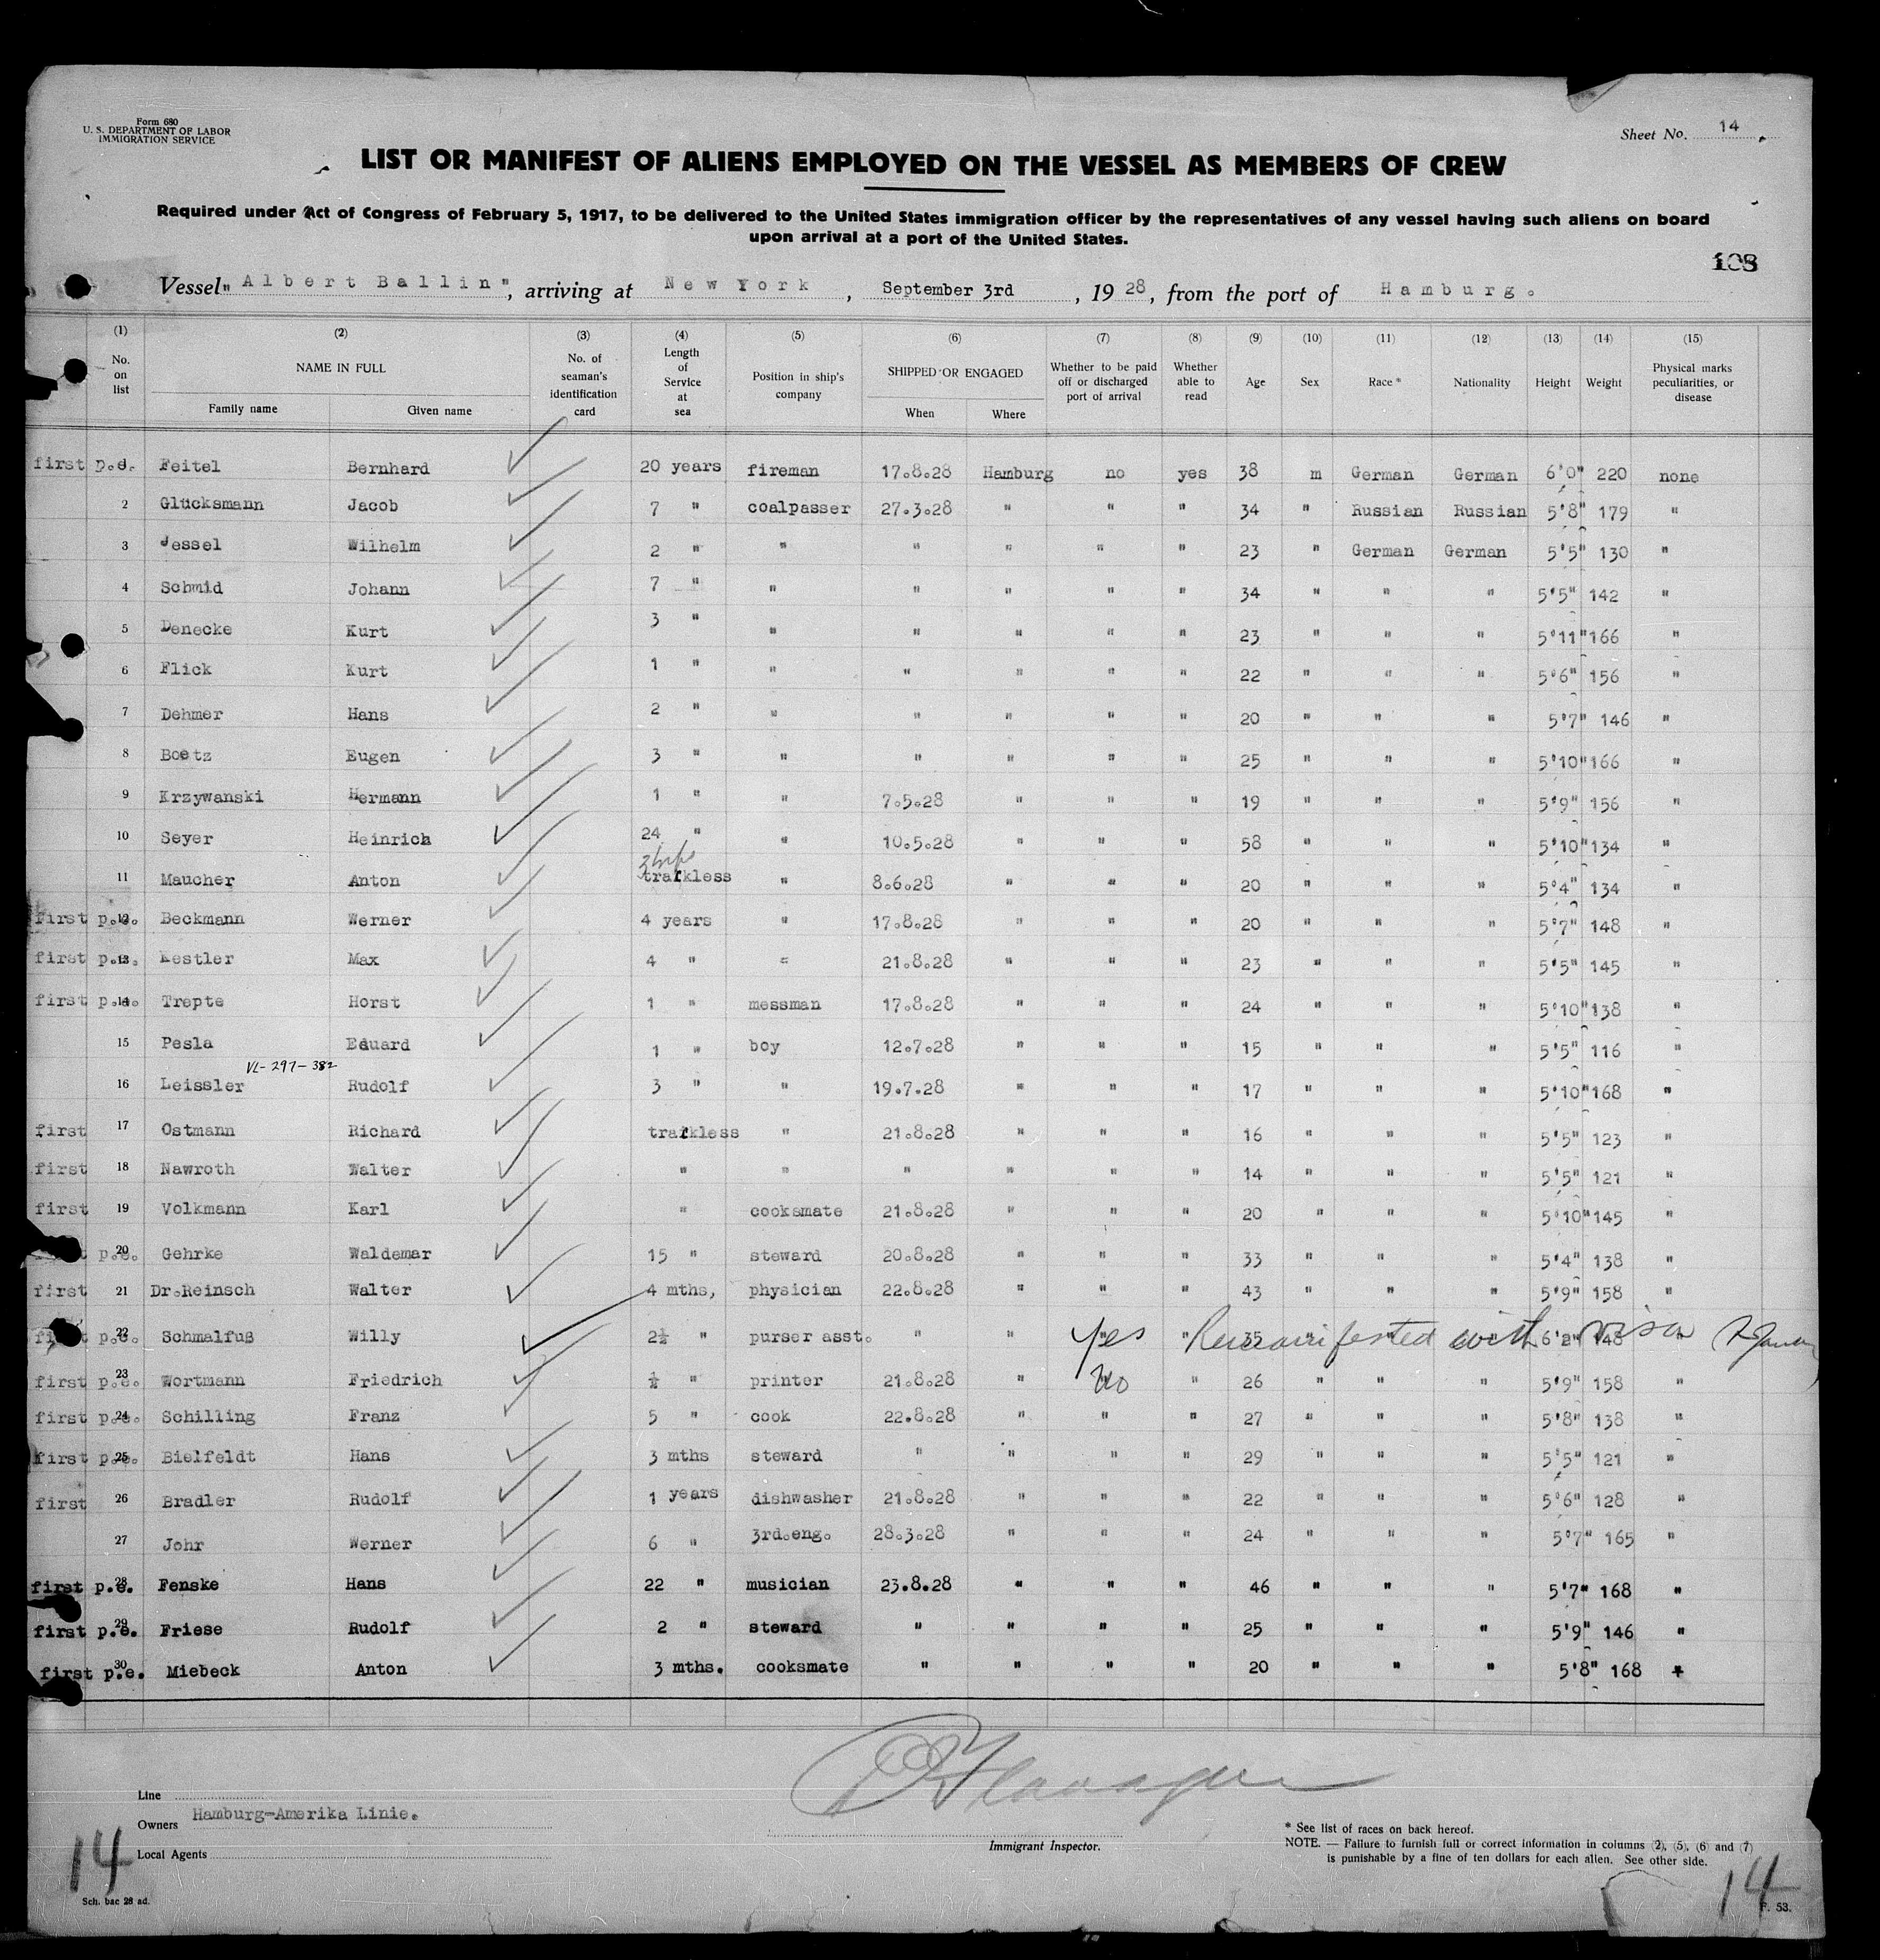 Form 680
U. S. DEPARTMENT OF LABOR
IMMIGRATION SERVICE
Sheet No. 14
LIST OR MANIFEST OF ALIENS EMPLOYED ON THE VESSEL AS MEMBERS OF CREW
Required under Act of Congress of February 5, 1917, to be delivered to the United States immigration officer by the representatives of any vessel having such aliens on board
upon arrival at a port of the United States.
108
Vessel "Albert Ballin", arriving at New York, September 3rd, 1928, from the port of Hamburg.
(1) No. on list (2) NAME IN FULL Family name Given name (3) No. of seaman's identification card (4) Length of Service at sea (5) Position in ship's company (6) SHIPPED OR ENGAGED When Where (7) Whether to be paid off or discharged port of arrival (8) Whether able to read (9) Age (10) Sex (11) Race * (12) Nationality (13) Height (14) Weight (15) Physical marks peculiarities, or disease
first p.e. Feitel Bernhard 20 years fireman 17.8.28 Hamburg no yes 38 m German German 6'0" 220 none
2 Glücksmann Jacob 7 " coalpasser 27.3.28 " " " 34 " Russian Russian 5'8" 179 "
3 Jessel Wilhelm 2 " " " " " " 23 " German German 5'5" 130 "
4 Schmid Johann 7 " " " " " " 34 " " " 5'5" 142 "
5 Denecke Kurt 3 " " " " " " 23 " " " 5'11" 166 "
6 Flick Kurt 1 " " " " " " 22 " " " 5'6" 156 "
7 Dehmer Hans 2 " " " " " " 20 " " " 5'7" 146 "
8 Boetz Eugen 3 " " " " " " 25 " " " 5'10" 166 "
9 Krzywanski Hermann 1 " " 7.5.28 " " " 19 " " " 5'9" 156 "
10 Seyer Heinrich 24 " " 10.5.28 " " " 58 " " " 5'10" 134 "
3 trips
11 Maucher Anton " 8.6.28 " " " 20 " " " 5'4" 134 "
first p.e. 12 Beckmann Werner 4 years " 17.8.28 " " " 20 " " " 5'7" 148 "
first p.e. 13 Kestler Max 4 " " 21.8.28 " " " 23 " " " 5'5" 145 "
first p.e. 14 Trepte Horst 1 " messman 17.8.28 " " " 24 " " " 5'10" 138 "
15 Pesla Eduard 1 " boy 12.7.28 " " " 15 " " " 5'5" 116 "
VL-297-382
16 Leissler Rudolf 3 " " 19.7.28 " " " 17 " " " 5'10" 168 "
first 17 Ostmann Richard " 21.8.28 " " " 16 " " " 5'5" 123 "
first 18 Nawroth Walter " " " " " " 14 " " " 5'5" 121 "
first 19 Volkmann Karl " cooksmate 21.8.28 " " " 20 " " " 5'10" 145 "
p.e. 20 Gehrke Waldemar 15 " steward 20.8.28 " " " 33 " " " 5'4" 138 "
first 21 Dr.Reinsch Walter 4 mths, physician 22.8.28 " " " 43 " " " 5'9" 158 "
first p.e. 22 Schmalfuß Willy 2½ " purser asst. " " Yes " 35 Remanifested with visa 6'2" 148 "
first p.e. 23 Wortmann Friedrich ½ " printer 21.8.28 " No " 26 " " " 5'9" 158 "
first p.e. 24 Schilling Franz 5 " cook 22.8.28 " " " 27 " " " 5'8" 138 "
first p.e. 25 Bielfeldt Hans 3 mths steward " " " " 29 " " " 5'5" 121 "
first 26 Bradler Rudolf 1 years dishwasher 21.8.28 " " " 22 " " " 5'6" 128 "
27 Johr Werner 6 " 3rd.eng. 28.3.28 " " " 24 " " " 5'7" 165 "
first p.e. 28 Fenske Hans 22 " musician 23.8.28 " " " 46 " " " 5'7" 168 "
first p.e. 29 Friese Rudolf 2 " steward " " " " 25 " " " 5'9" 146 "
first p.e. 30 Miebeck Anton 3 mths. cooksmate " " " " 20 " " " 5'8" 168 "
Line
Owners Hamburg-Amerika Linie.
Local Agents
Immigrant Inspector.
* See list of races on back hereof.
NOTE. — Failure to furnish full or correct information in columns (2), (5), (6) and (7)
is punishable by a fine of ten dollars for each alien. See other side.
14
14
Sch. bac 28 ad.
F. 53.